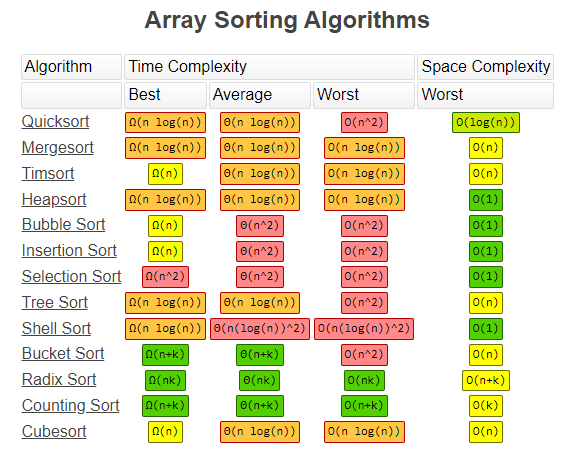 Array Sorting Algorithms
Algorithm Time Complexity Space Complexity
Best Average Worst Worst
Quicksort Ω(n log(n)) Θ(n log(n)) O(n^2) O(log(n))
Mergesort Ω(n log(n)) Θ(n log(n)) O(n log(n)) O(n)
Timsort Ω(n) Θ(n log(n)) O(n log(n)) O(n)
Heapsort Ω(n log(n)) Θ(n log(n)) O(n log(n)) O(1)
Bubble Sort Ω(n) Θ(n^2) O(n^2) O(1)
Insertion Sort Ω(n) Θ(n^2) O(n^2) O(1)
Selection Sort Ω(n^2) Θ(n^2) O(n^2) O(1)
Tree Sort Ω(n log(n)) Θ(n log(n)) O(n^2) O(n)
Shell Sort Ω(n log(n)) Θ(n(log(n))^2) O(n(log(n))^2) O(1)
Bucket Sort Ω(n+k) Θ(n+k) O(n^2) O(n)
Radix Sort Ω(nk) Θ(nk) O(nk) O(n+k)
Counting Sort Ω(n+k) Θ(n+k) O(n+k) O(k)
Cubesort Ω(n) Θ(n log(n)) O(n log(n)) O(n)